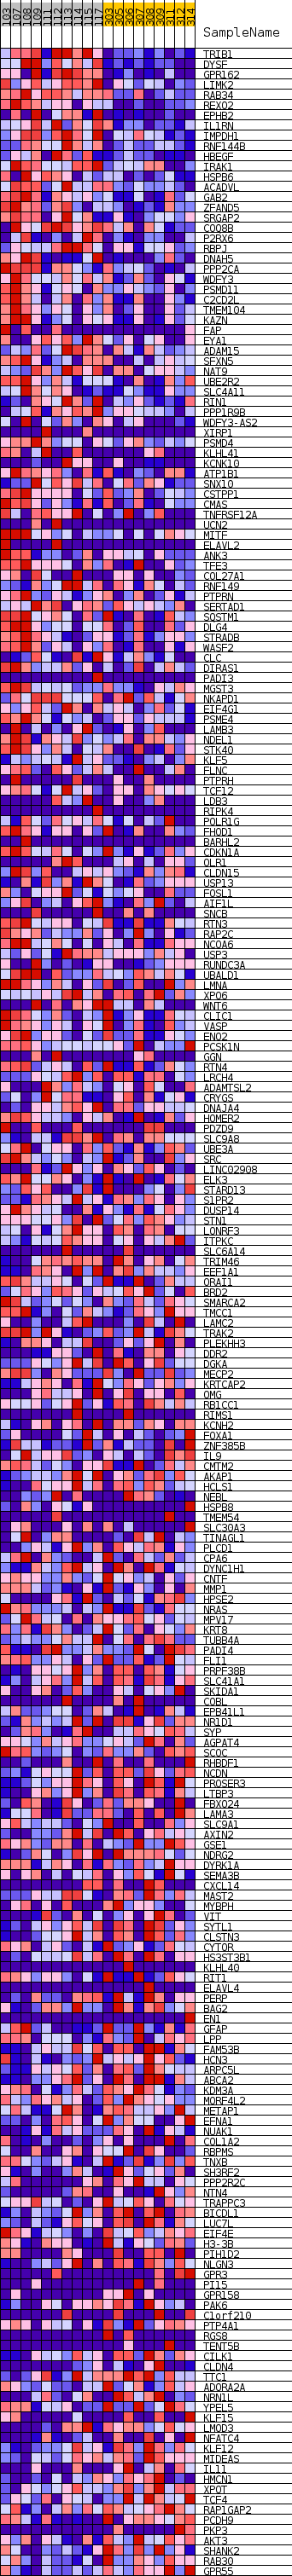 103 107 108 109 111 112 113 114 115 117 302 305 306 307 308 309 311 312 314
SampleName
TRIB1
DYSF
GPR162
LIMK2
RAB34
REXO2
EPHB2
IL1RN
IMPDH1
RNF144B
HBEGF
IRAK1
HSPB6
ACADVL
GAB2
ZFAND5
SRGAP2
COQ8B
P2RX6
RBPJ
DNAH5
PPP2CA
WDFY3
PSMD11
C2CD2L
TMEM104
KAZN
FAP
EYA1
ADAM15
SFXN5
NAT9
UBE2R2
SLC4A11
RIN1
PPP1R9B
WDFY3-AS2
XIRP1
PSMD4
KLHL41
KCNK10
ATP1B1
SNX10
CSTPP1
CMAS
TNFRSF12A
UCN2
MITF
ELAVL2
ANK3
TFE3
COL27A1
RNF149
PTPRN
SERTAD1
SQSTM1
DLG4
STRADB
WASF2
CLC
DIRAS1
PADI3
MGST3
NKAPD1
EIF4G1
PSME4
LAMB3
NDEL1
STK40
KLF5
FLNC
PTPRH
TCF12
LDB3
RIPK4
POLR1G
FHOD1
BARHL2
CDKN1A
OLR1
CLDN15
USP13
FOSL1
AIF1L
SNCB
RTN3
RAP2C
NCOA6
USP3
RUNDC3A
UBALD1
LMNA
XPO6
WNT6
CLIC1
VASP
ENO2
PCSK1N
GGN
RTN4
LRCH4
ADAMTSL2
CRYGS
DNAJA4
HOMER2
PDZD9
SLC9A8
UBE3A
SRC
LINC02908
ELK3
STARD13
S1PR2
DUSP14
STN1
LONRF3
ITPKC
SLC6A14
TRIM46
EEF1A1
ORAI1
BRD2
SMARCA2
TMCC1
LAMC2
TRAK2
PLEKHH3
DDR2
DGKA
MECP2
KRTCAP2
OMG
RB1CC1
RIMS1
KCNH2
FOXA1
ZNF385B
IL9
CMTM2
AKAP1
HCLS1
NEBL
HSPB8
TMEM54
SLC30A3
TINAGL1
PLCD1
CPA6
DYNC1H1
CNTF
MMP1
HPSE2
NRAS
MPV17
KRT8
TUBB4A
PADI4
FLI1
PRPF38B
SLC41A1
SKIDA1
COBL
EPB41L1
NR1D1
SYP
AGPAT4
SCOC
RHBDF1
NCDN
PROSER3
LTBP3
FBXO24
LAMA3
SLC9A1
AXIN2
GSE1
NDRG2
DYRK1A
SEMA3B
CXCL14
MAST2
MYBPH
VIT
SYTL1
CLSTN3
CYTOR
HS3ST3B1
KLHL40
RIT1
ELAVL4
PERP
BAG2
EN1
GFAP
LPP
FAM53B
HCN3
ARPC5L
ABCA2
KDM3A
MORF4L2
METAP1
EFNA1
NUAK1
COL1A2
RBPMS
TNXB
SH3RF2
PPP2R2C
NTN4
TRAPPC3
BICDL1
LUC7L
EIF4E
H3-3B
PIH1D2
NLGN3
GPR3
PI15
GPR158
PAK6
C1orf210
PTP4A1
RGS8
TENT5B
CILK1
CLDN4
TTC1
ADORA2A
NRN1L
YPEL5
KLF15
LMOD3
NFATC4
KLF12
MIDEAS
IL11
HMCN1
XPOT
TCF4
RAP1GAP2
PCDH9
PKP3
AKT3
SHANK2
RAB30
GPR55